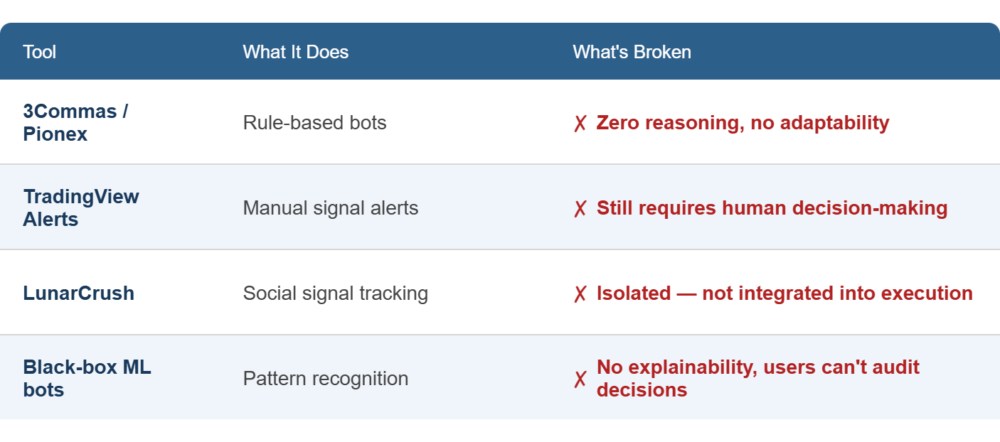 Tool What It Does What's Broken
3Commas /
Pionex
Rule-based bots
✗ Zero reasoning, no adaptability
TradingView
Alerts
Manual signal alerts
✗ Still requires human decision-making
LunarCrush
Social signal tracking
✗ Isolated — not integrated into execution
Black-box ML
bots
Pattern recognition
✗ No explainability, users can't audit
decisions